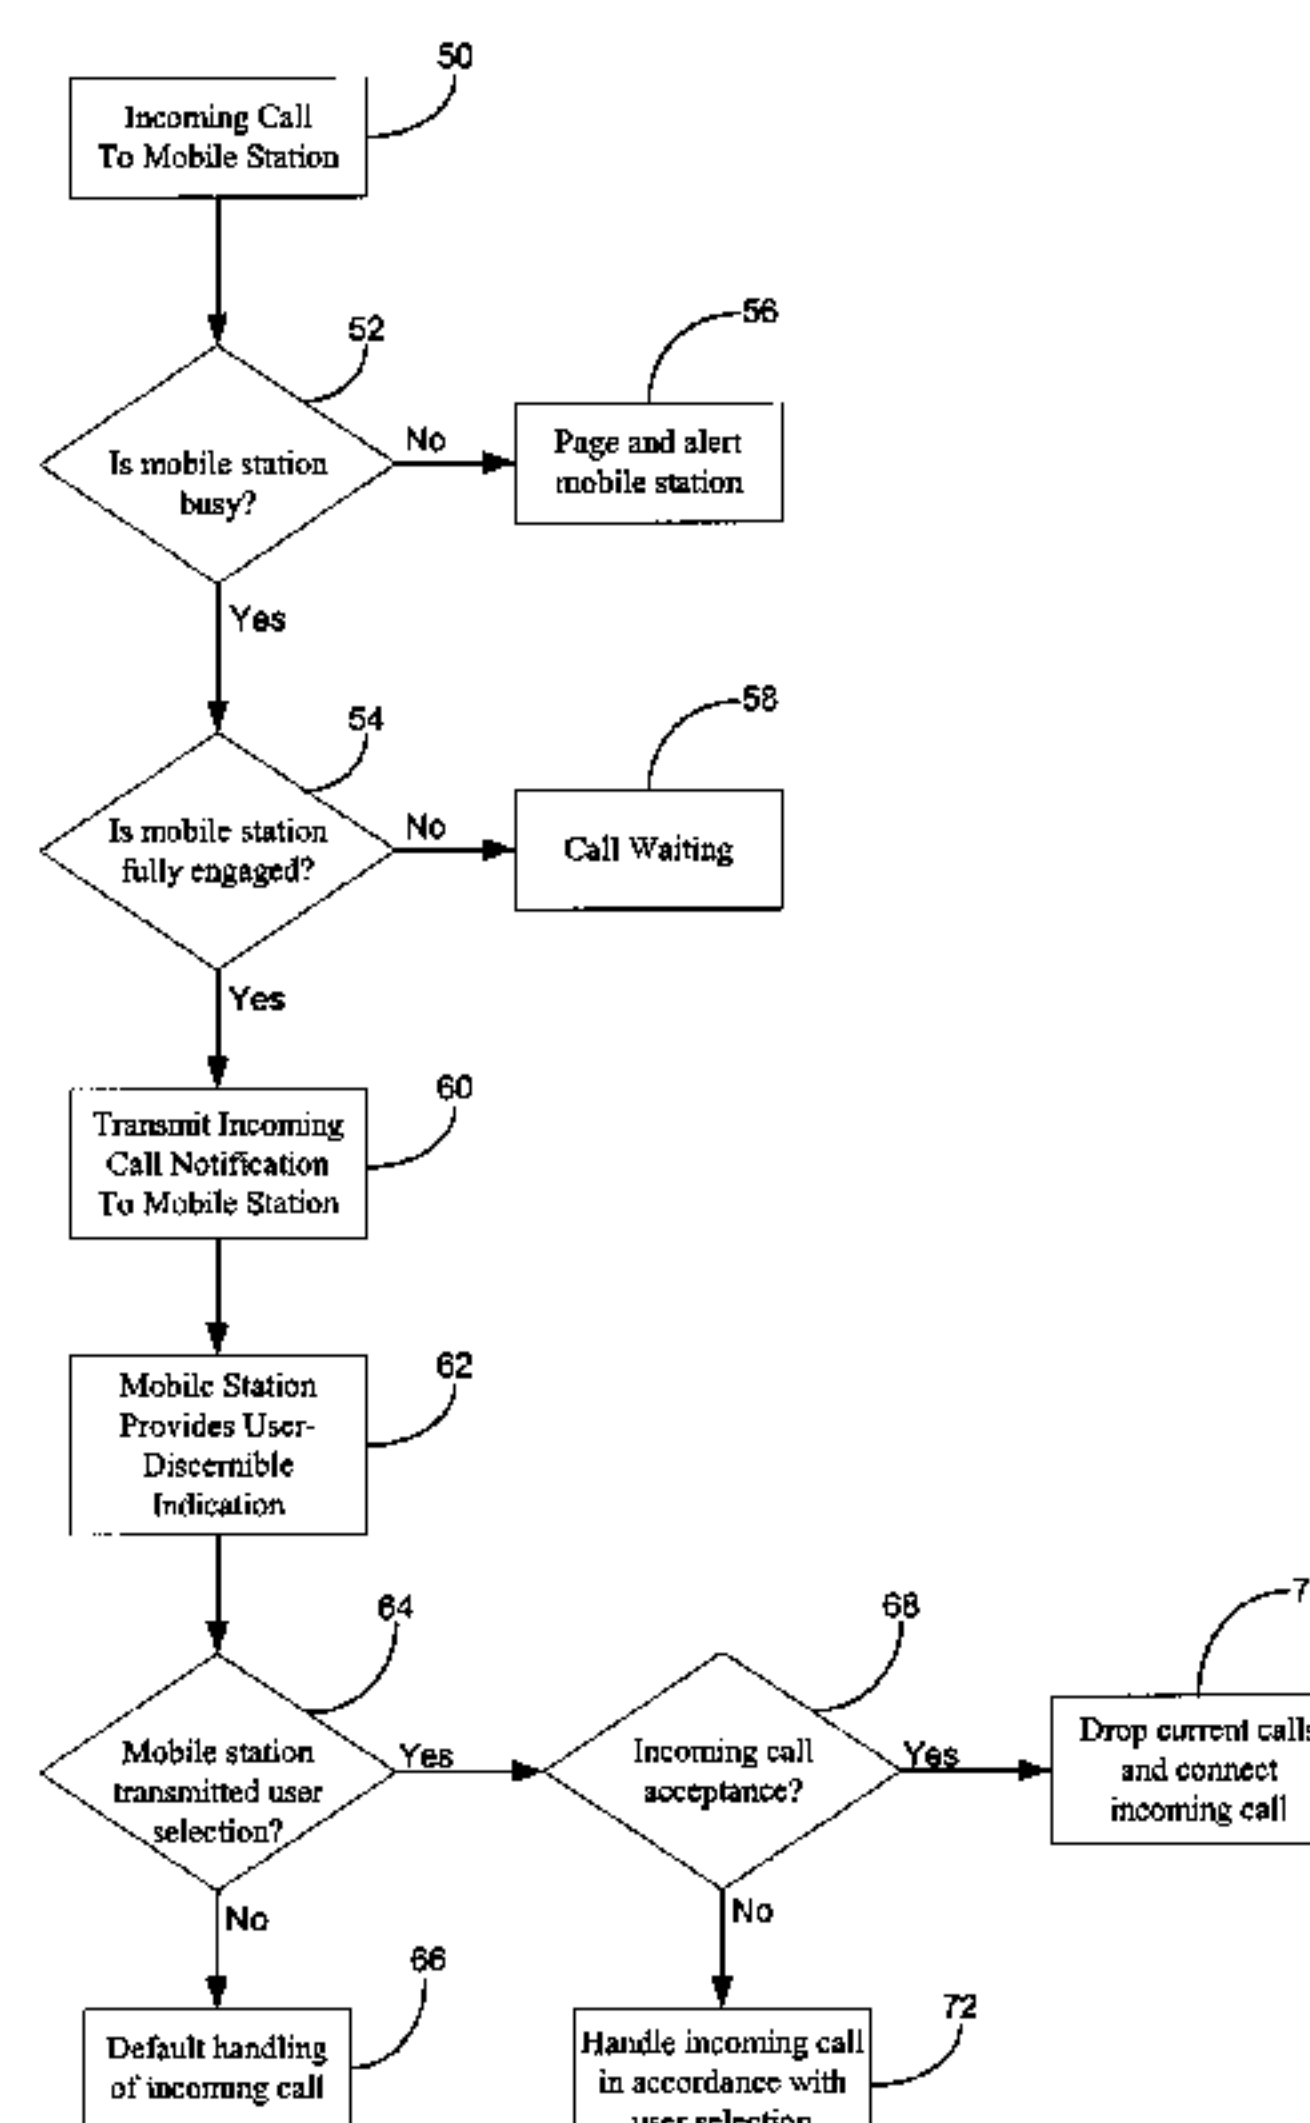 50
Incoming Call
To Mobile Station
52
56
Is mobile station
busy?
No
Page and alert
mobile station
Yes
54
58
Is mobile station
fully engaged?
No
Call Waiting
Yes
60
Transmit Incoming
Call Notification
To Mobile Station
62
Mobile Station
Provides User-
Discernible
Indication
64
68
7
Mobile station
transmitted user
selection?
Yes
Incoming call
acceptance?
Yes
Drop current calls
and connect
incoming call
No
No
66
Default handling
of incoming call
72
Handle incoming call
in accordance with
user selection